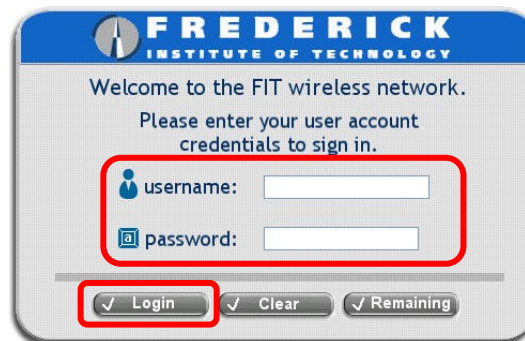 FREDERICK
INSTITUTE OF TECHNOLOGY
Welcome to the FIT wireless network.
Please enter your user account
credentials to sign in.
username:
a password:
Login Clear Remaining